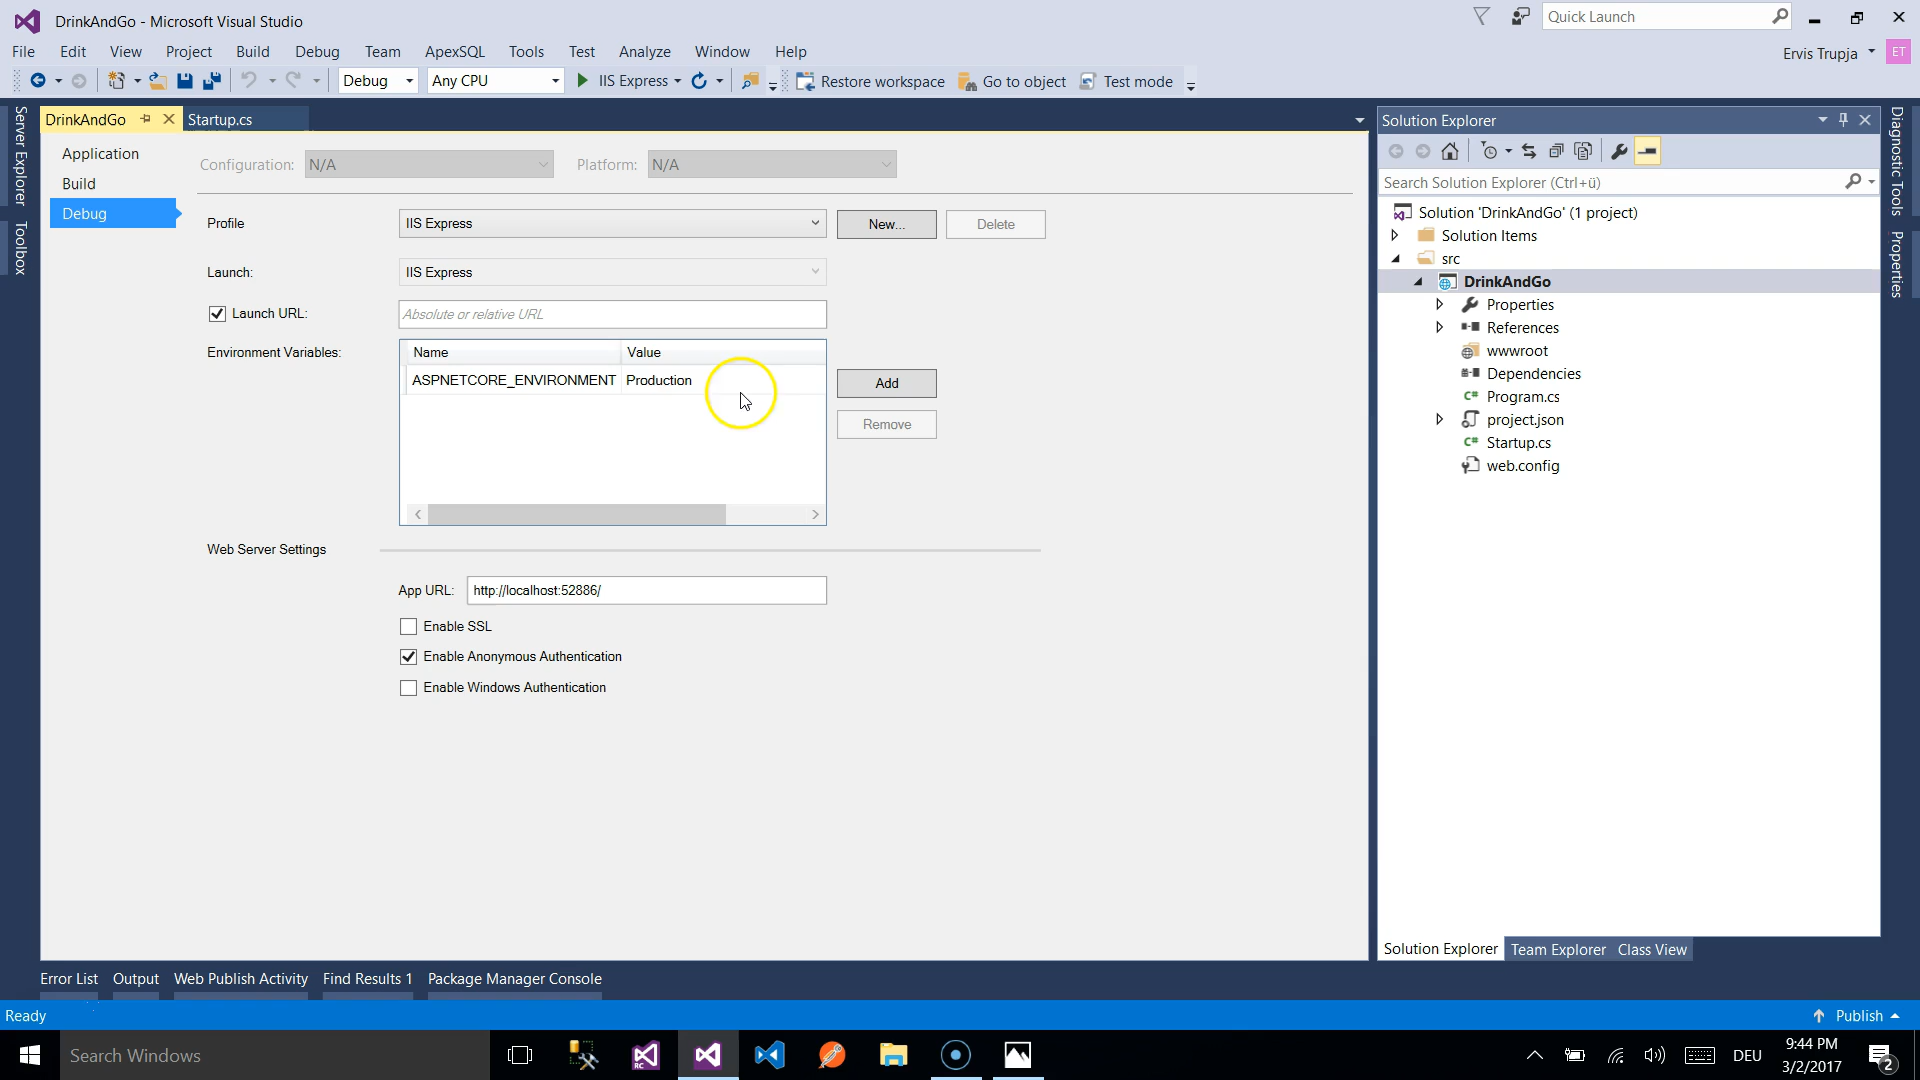 DrinkAndGo - Microsoft Visual Studio
Quick Launch
File Edit View Project Build Debug Team ApexSQL Tools Test Analyze Window Help
Ervis Trupja
ET
Debug Any CPU IIS Express Restore workspace Go to object Test mode
Server Explorer
Toolbox
DrinkAndGo Startup.cs
Application
Build
Debug
Configuration: N/A Platform: N/A
Profile IIS Express New... Delete
Launch: IIS Express
Launch URL: Absolute or relative URL
Environment Variables: Name Value
ASPNETCORE_ENVIRONMENT Production
Add
Remove
Web Server Settings
App URL: http://localhost:52886/
Enable SSL
Enable Anonymous Authentication
Enable Windows Authentication
Solution Explorer
Search Solution Explorer (Ctrl+ü)
Solution 'DrinkAndGo' (1 project)
Solution Items
src
DrinkAndGo
Properties
References
wwwroot
Dependencies
C# Program.cs
project.json
C# Startup.cs
web.config
Solution Explorer Team Explorer Class View
Diagnostic Tools
Properties
Error List Output Web Publish Activity Find Results 1 Package Manager Console
Ready
Publish
Search Windows
RC
DEU
9:44 PM
3/2/2017
2